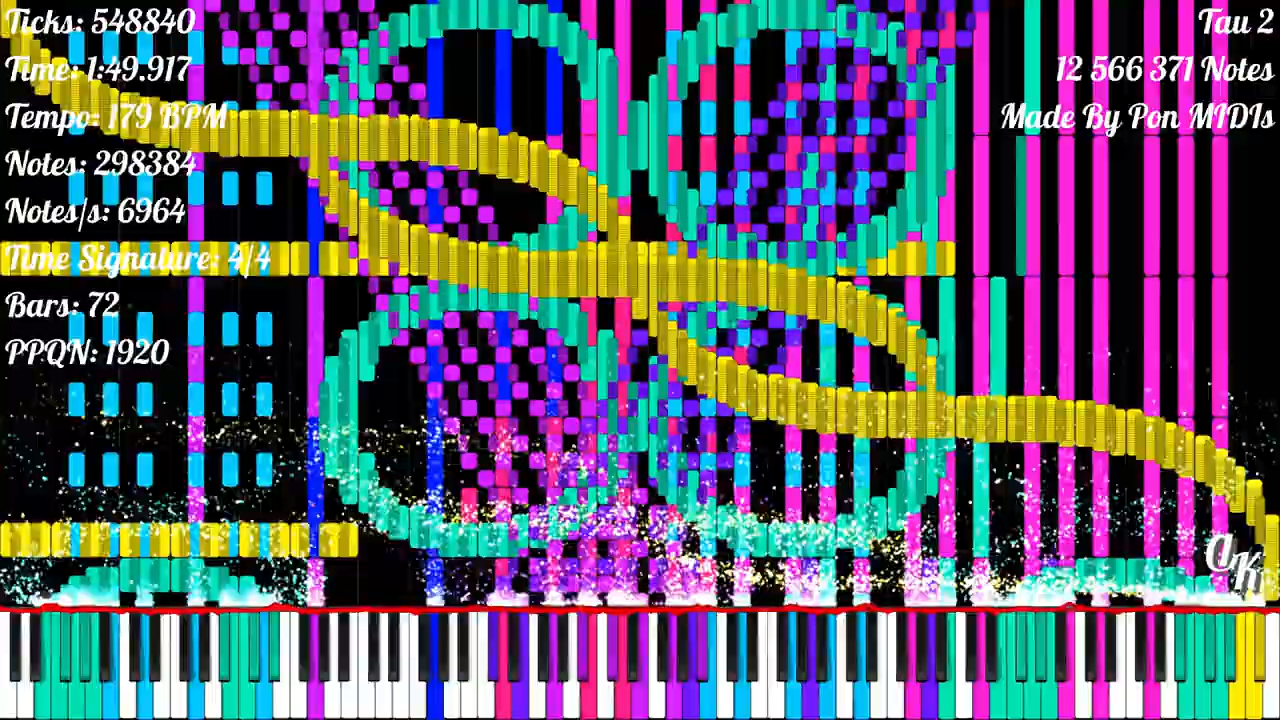 Ticks: 548840
Time: 1:49.917
Tempo: 179 BPM
Notes: 298384
Notes/s: 6964
Time Signature: 4/4
Bars: 72
PPQN: 1920
Tau 2
12 566 371 Notes
Made By Pon MIDIs